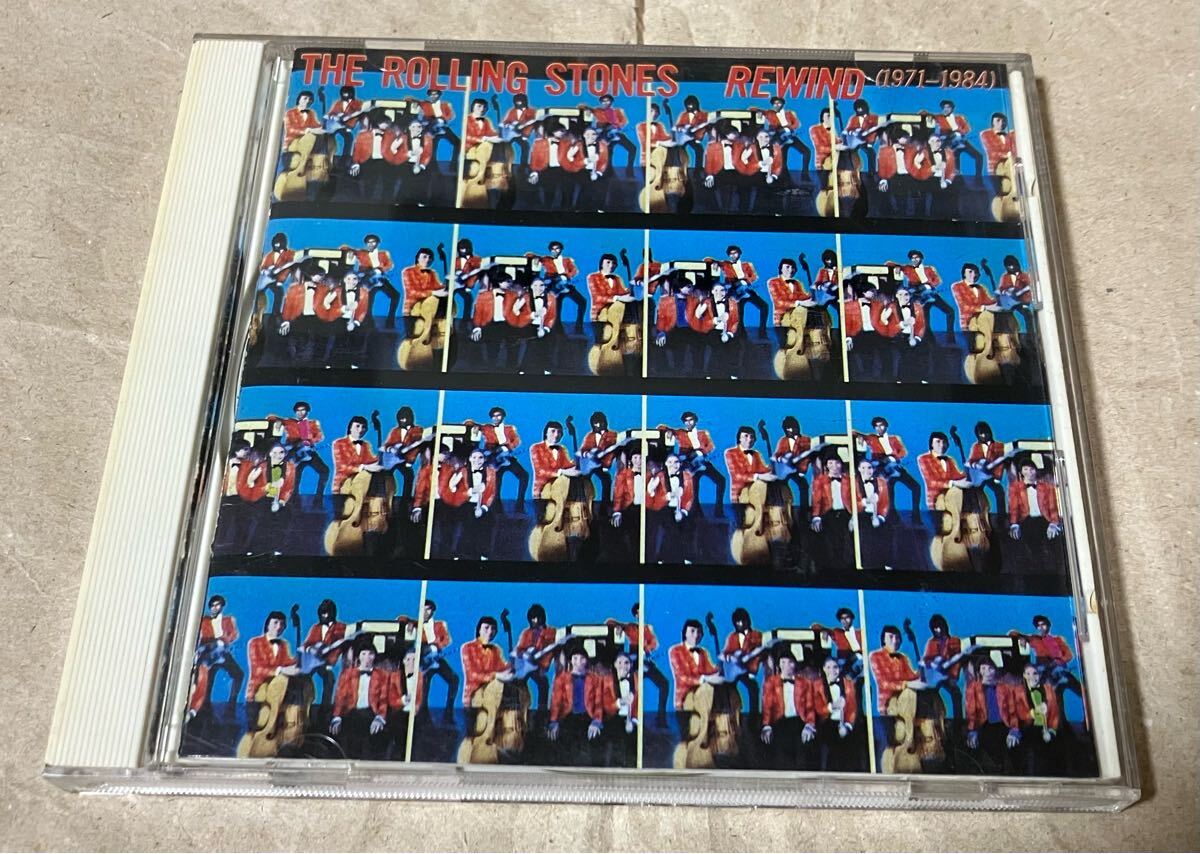 THE ROLLING STONES REWIND (1971–1984)